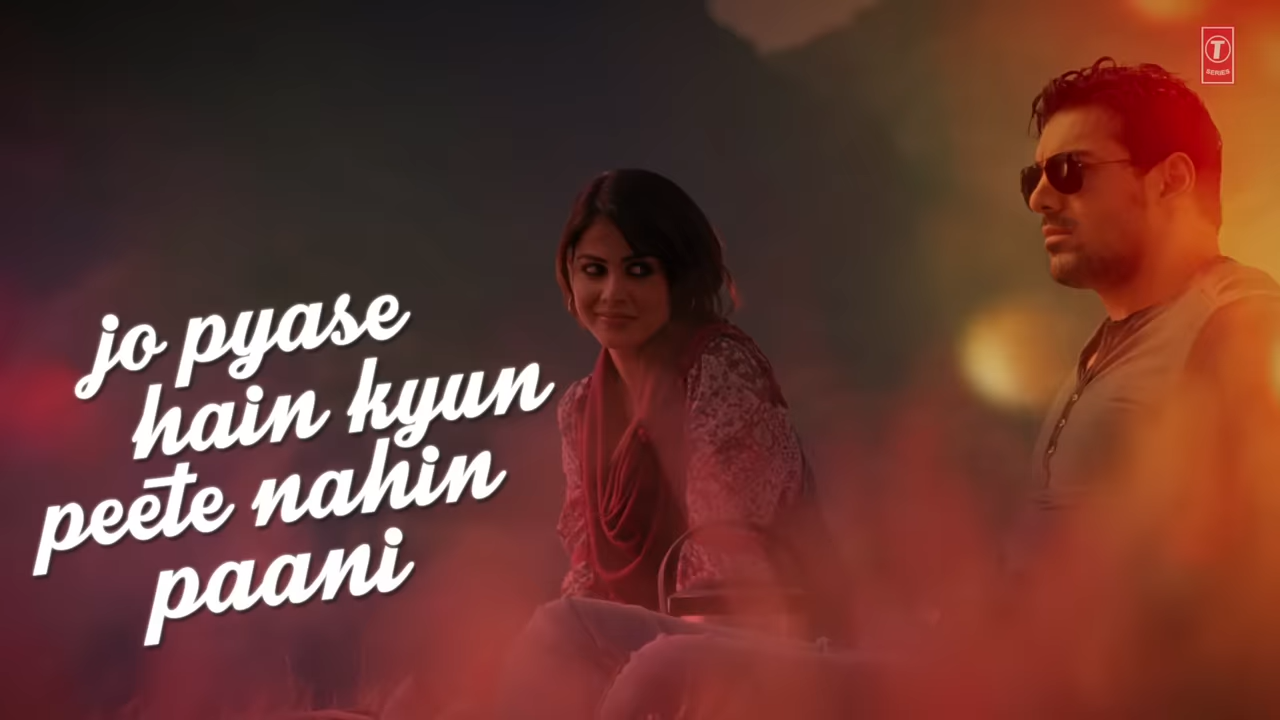 T
SERIES
jo pyase
hain kyun
peete nahin
paani